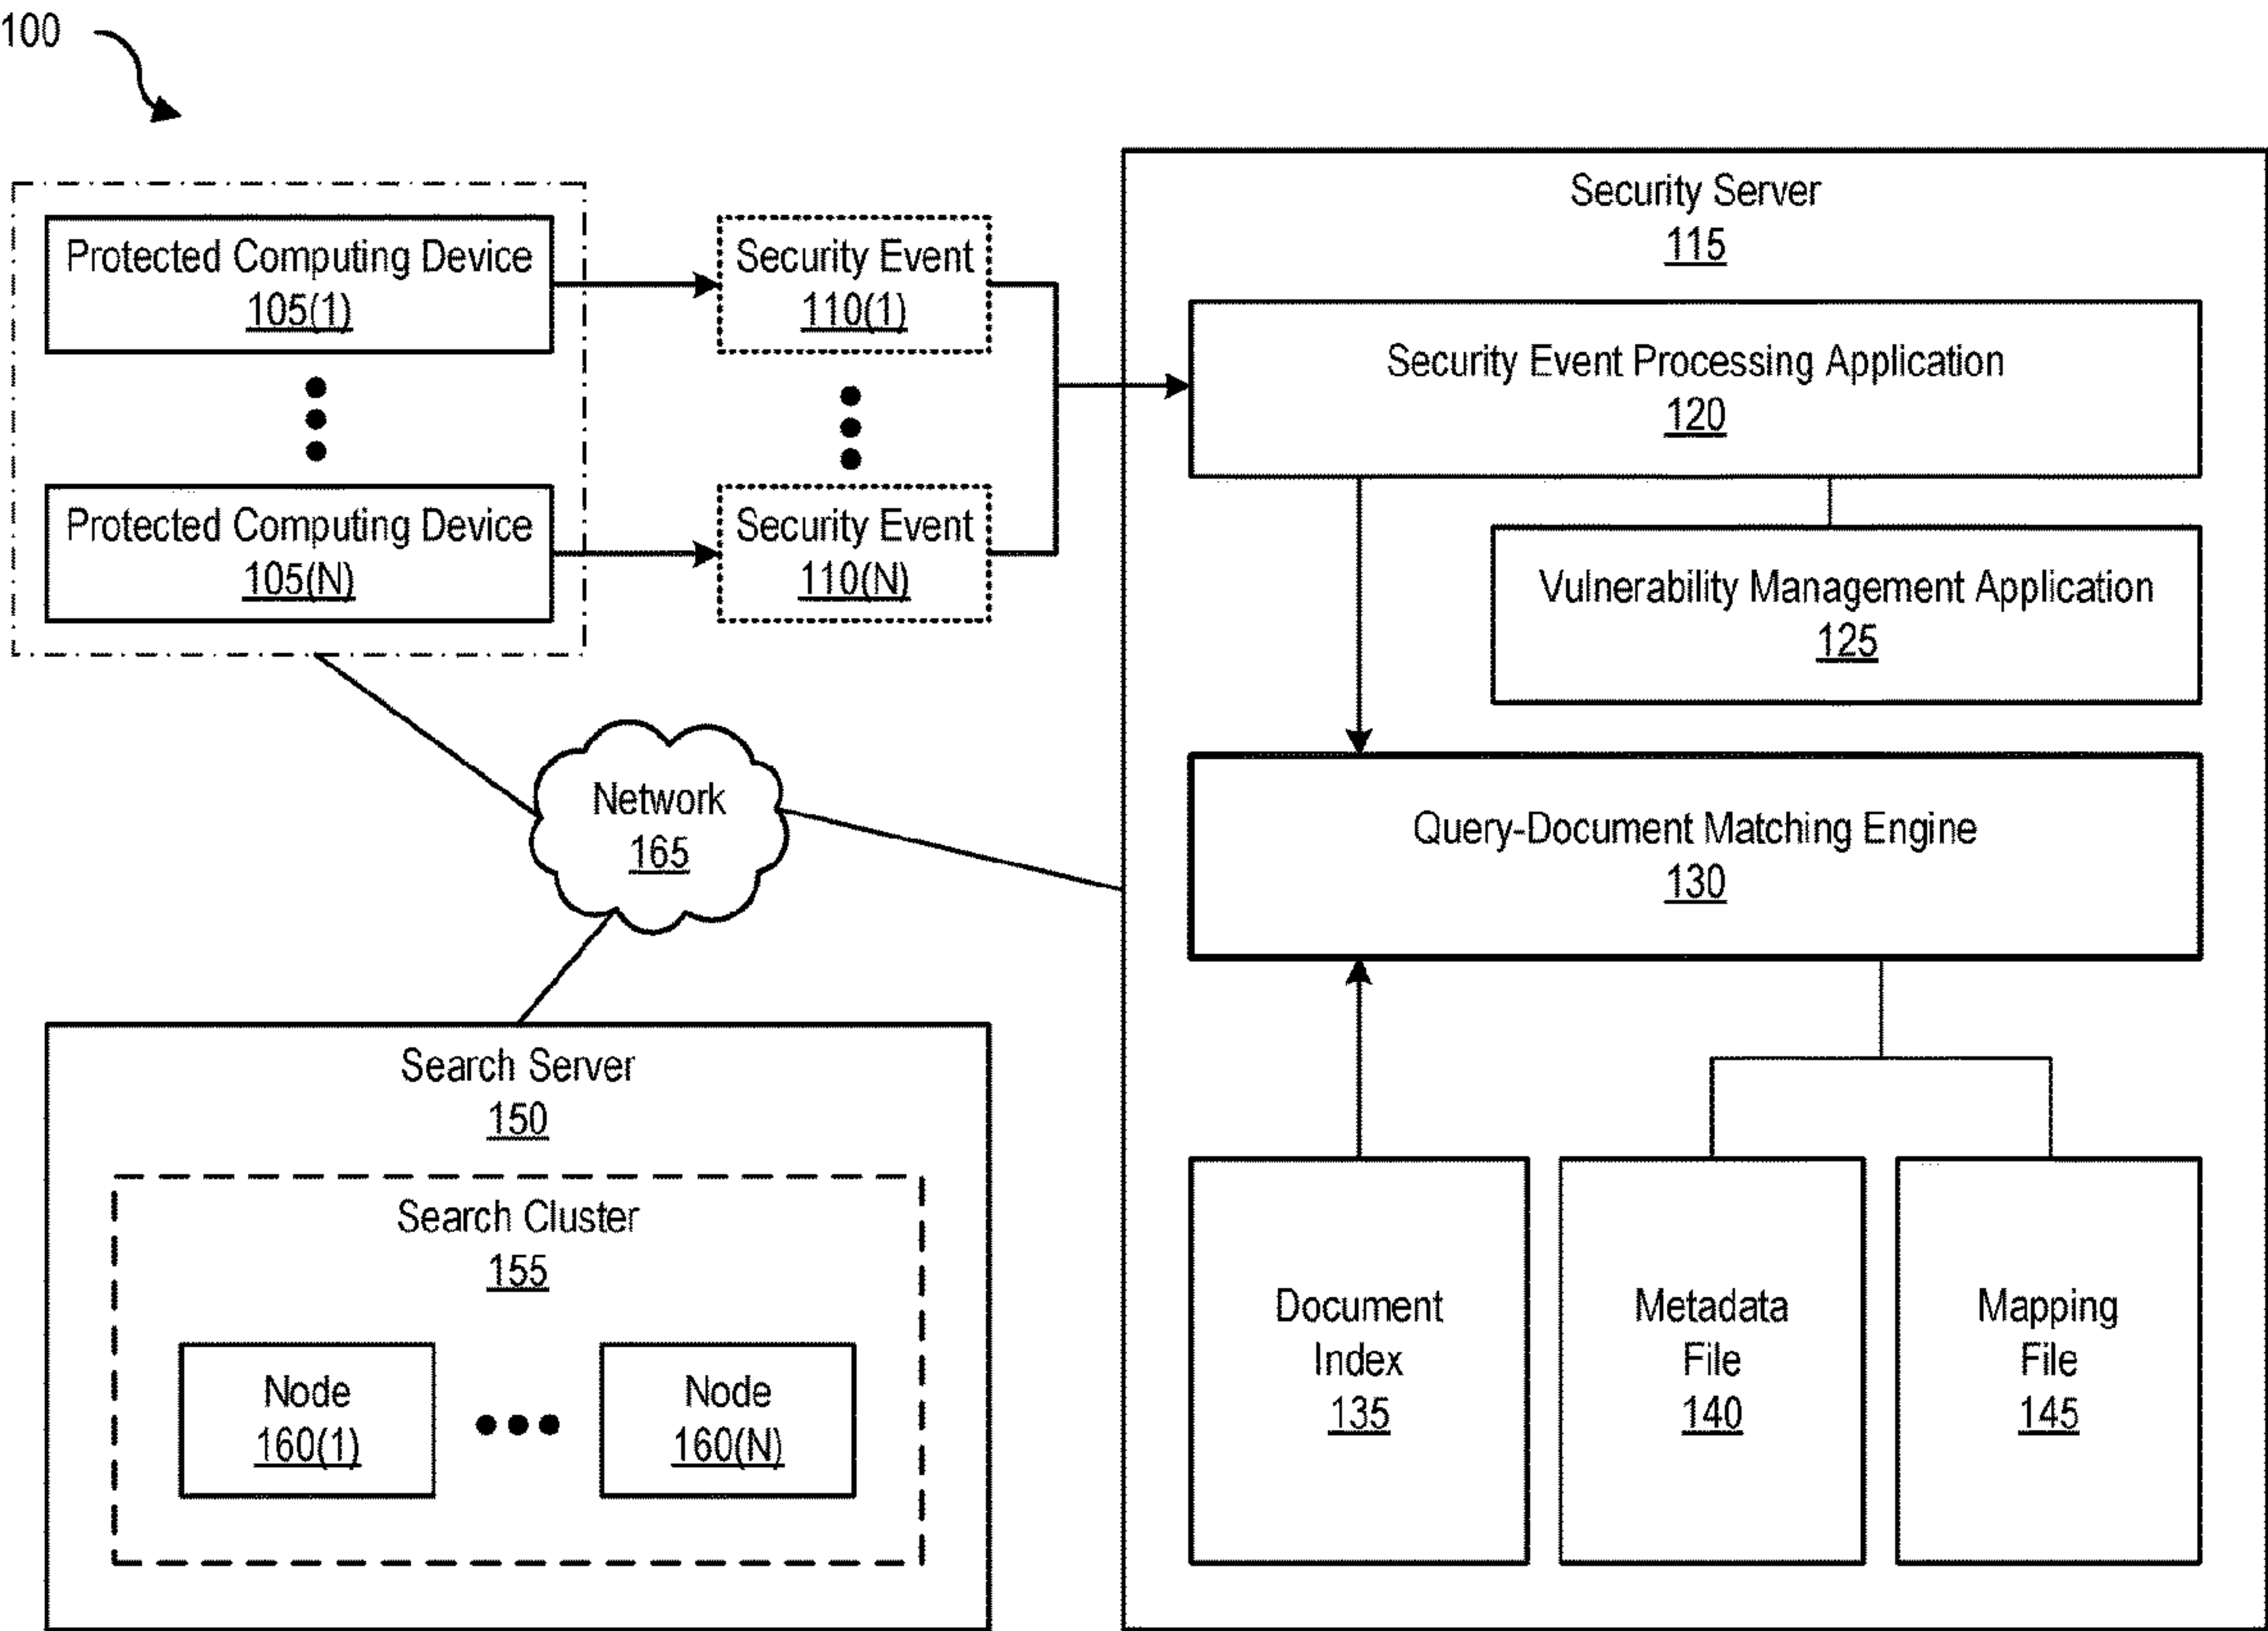 100
Protected Computing Device
105(1)
Protected Computing Device
105(N)
Security Event
110(1)
Security Event
110(N)
Security Server
115
Security Event Processing Application
120
Vulnerability Management Application
125
Query-Document Matching Engine
130
Document
Index
135
Metadata
File
140
Mapping
File
145
Network
165
Search Server
150
Search Cluster
155
Node
160(1)
Node
160(N)